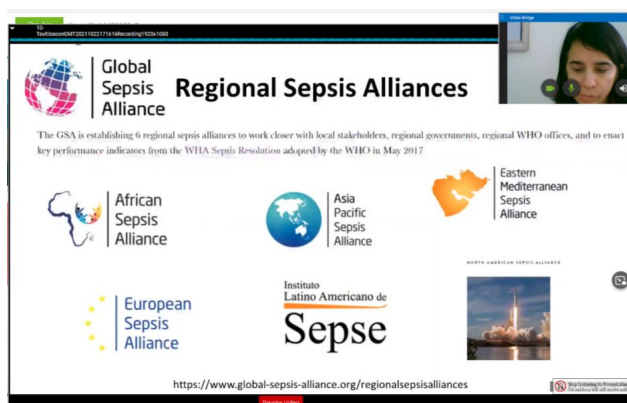 TexKissoonGMT20211022171616Recording1920x1080
Global
Sepsis
Alliance
Regional Sepsis Alliances
The GSA is establishing 6 regional sepsis alliances to work closer with local stakeholders, regional governments, regional WHO offices, and to enact
key performance indicators from the WHA Sepsis Resolution adopted by the WHO in May 2017
African
Sepsis
Alliance
Asia
Pacific
Sepsis
Alliance
Eastern
Mediterranean
Sepsis
Alliance
European
Sepsis
Alliance
Instituto
Latino Americano de
Sepse
NORTH AMERICAN SEPSIS ALLIANCE
https://www.global-sepsis-alliance.org/regionalsepsisalliances